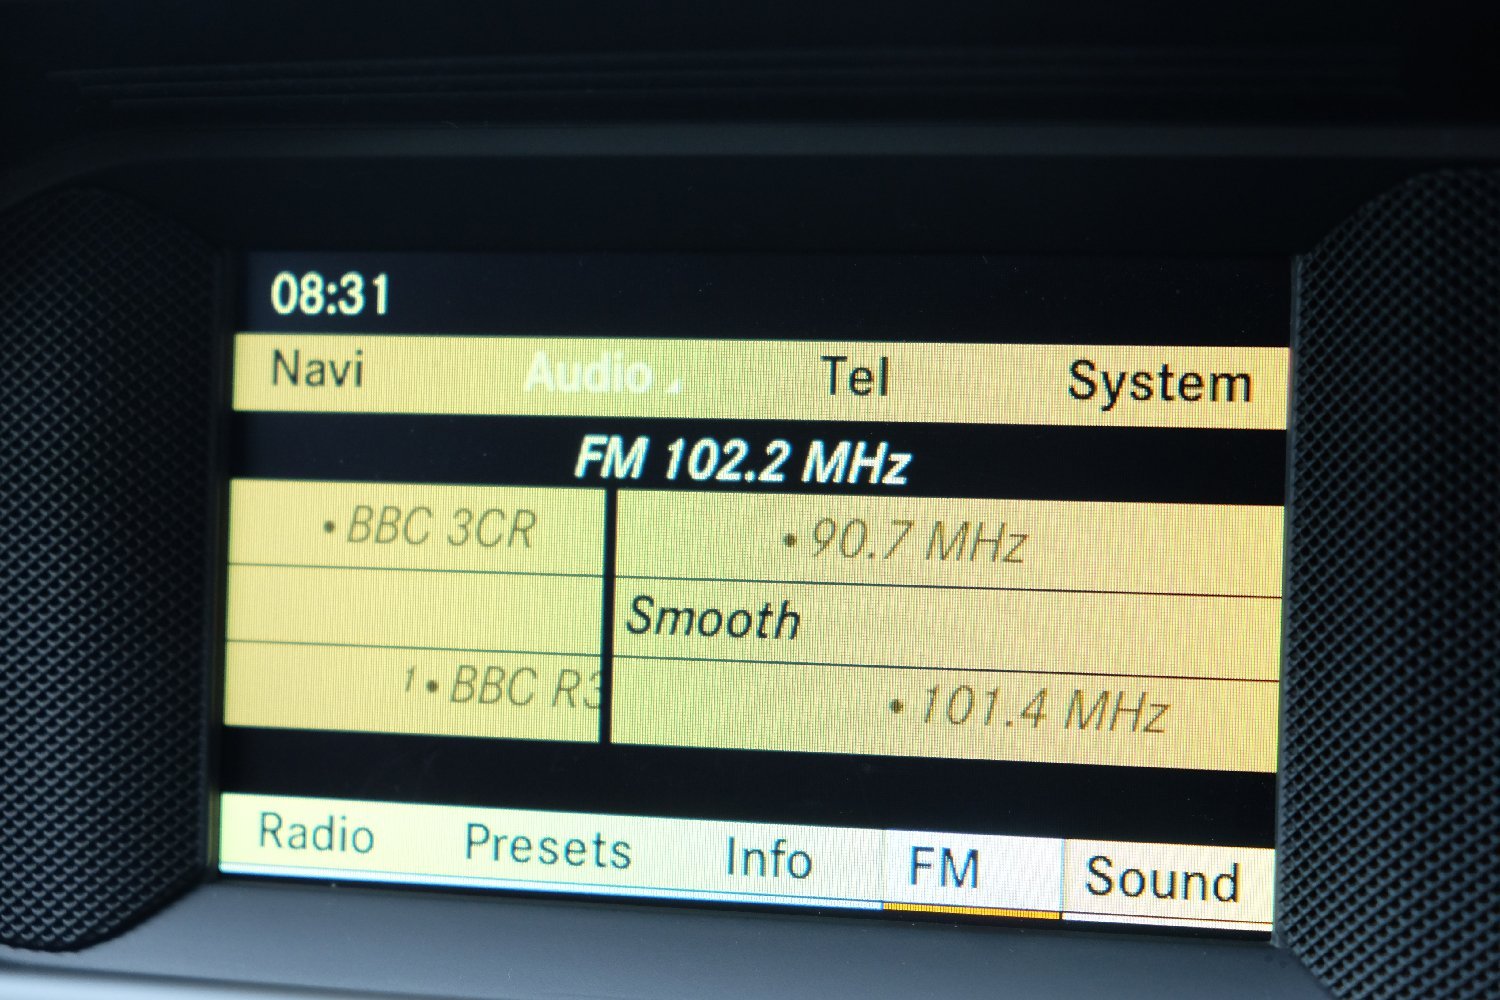 08:31
Navi Audio Tel System
FM 102.2 MHz
• BBC 3CR • 90.7 MHz
Smooth
1 • BBC R3 • 101.4 MHz
Radio Presets Info FM Sound